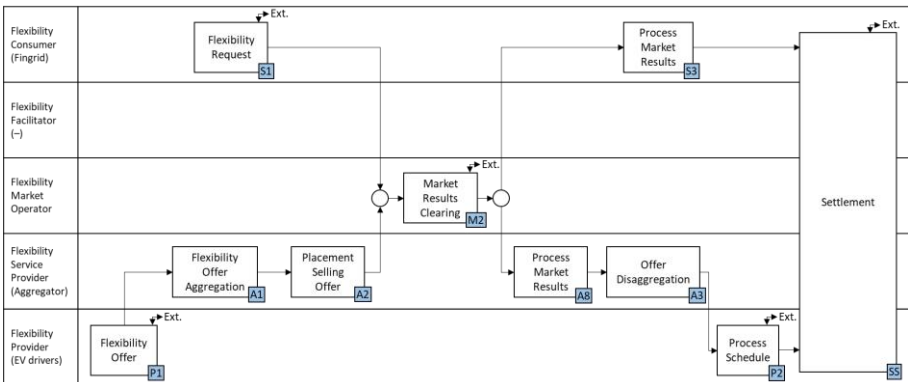 Flexibility
Consumer
(Fingrid)
Ext.
Flexibility
Request
S1
Process
Market
Results
S3
Ext.
Flexibility
Facilitator
(–)
Flexibility
Market
Operator
Ext.
Market
Results
Clearing
M2
Settlement
SS
Flexibility
Service
Provider
(Aggregator)
Flexibility
Offer
Aggregation
A1
Placement
Selling
Offer
A2
Process
Market
Results
A8
Offer
Disaggregation
A3
Flexibility
Provider
(EV drivers)
Ext.
Flexibility
Offer
P1
Ext.
Process
Schedule
P2